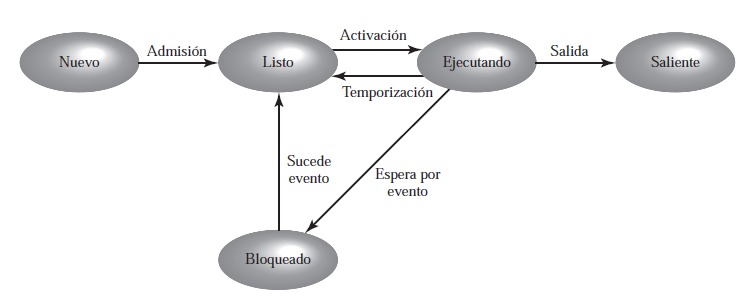 Activación
Admisión
Salida
Nuevo
Listo
Ejecutando
Saliente
Temporización
Sucede
evento
Espera por
evento
Bloqueado